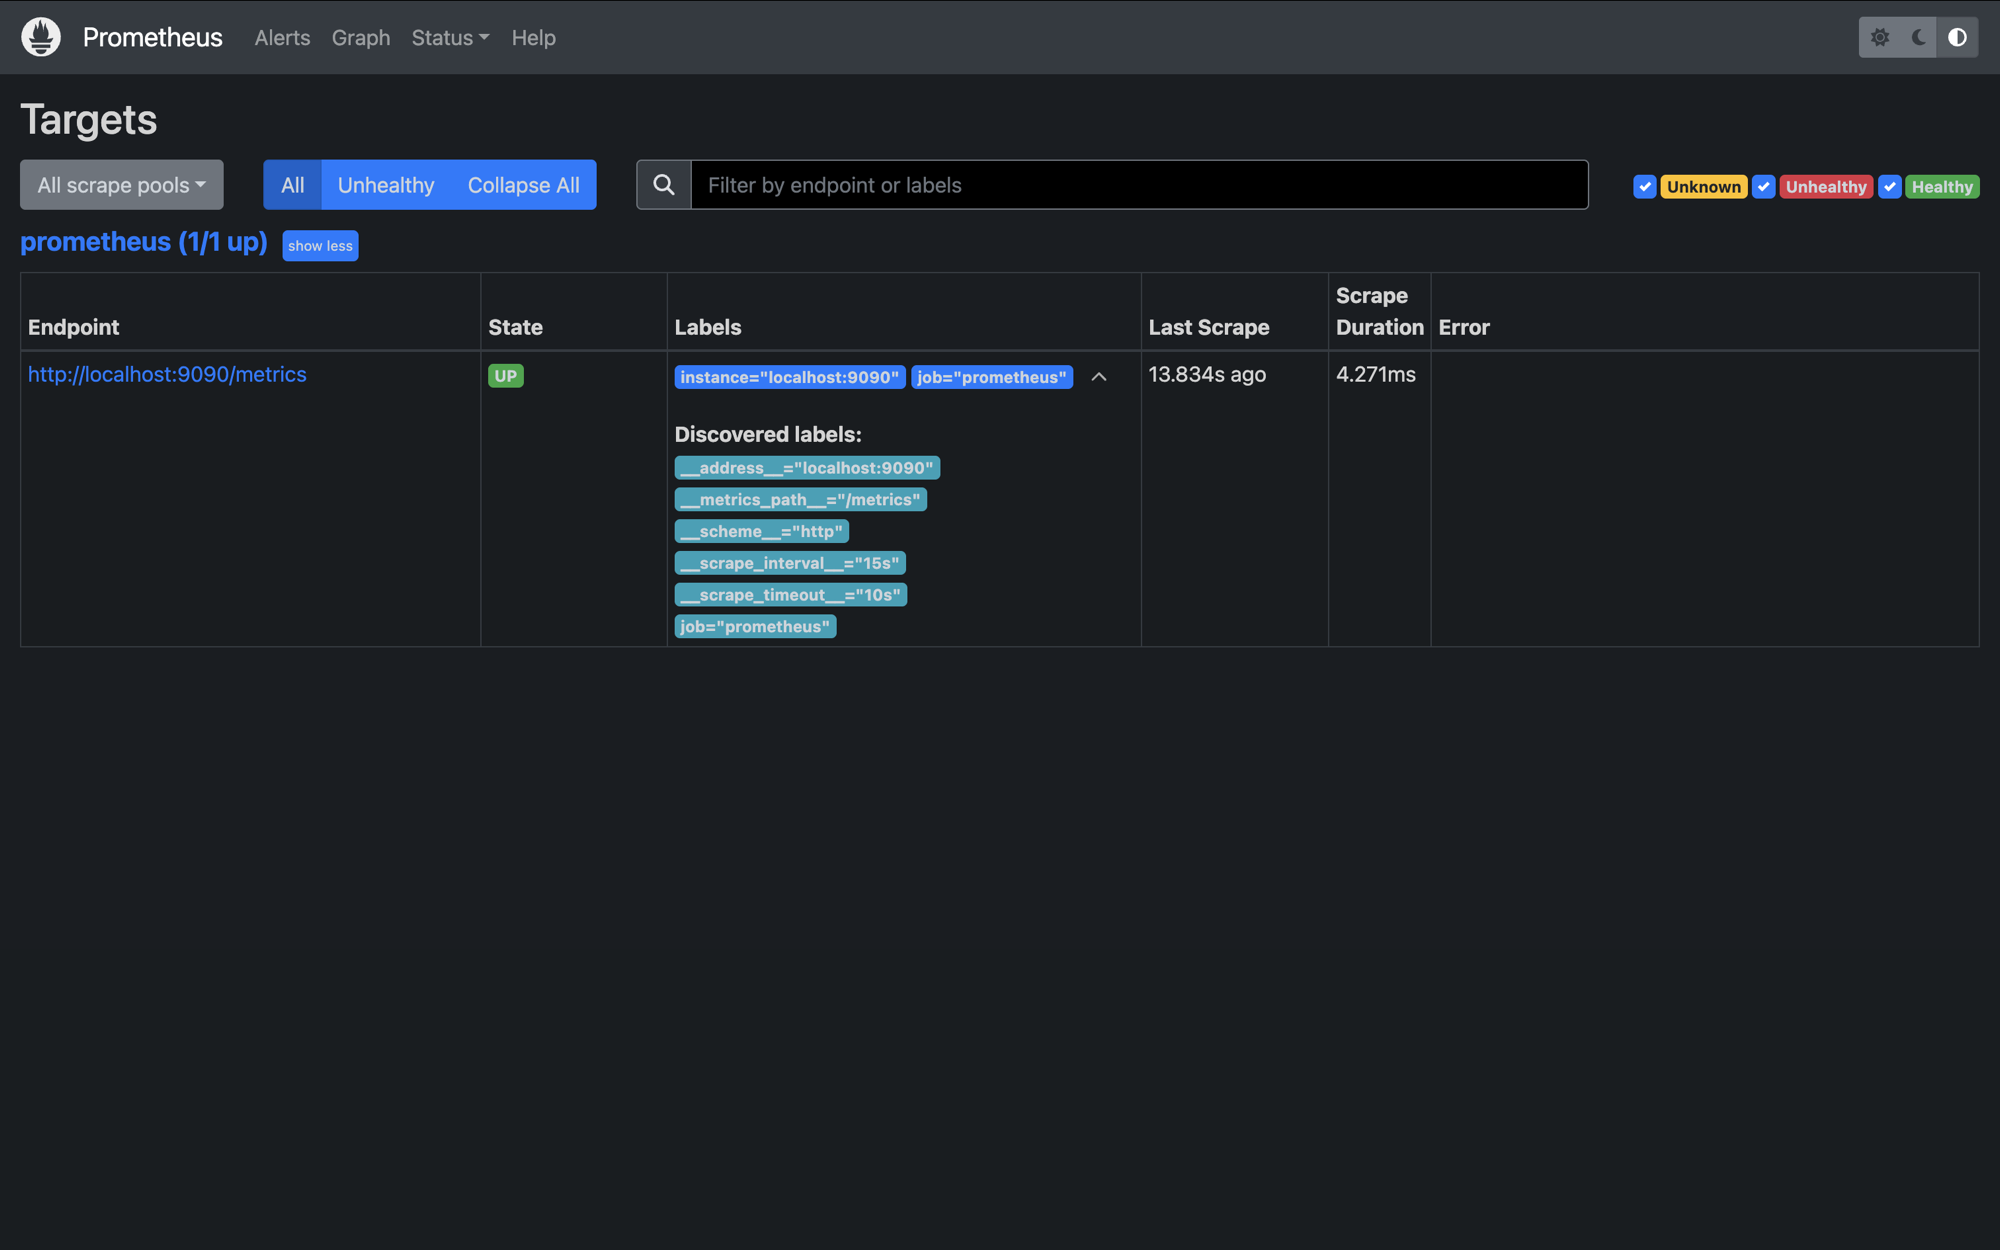 Prometheus Alerts Graph Status Help
Targets
All scrape pools All Unhealthy Collapse All Filter by endpoint or labels Unknown Unhealthy Healthy
prometheus (1/1 up) show less
Endpoint State Labels Last Scrape Scrape Duration Error
http://localhost:9090/metrics UP instance="localhost:9090" job="prometheus" 13.834s ago 4.271ms
Discovered labels:
__address__="localhost:9090"
__metrics_path__="/metrics"
__scheme__="http"
__scrape_interval__="15s"
__scrape_timeout__="10s"
job="prometheus"